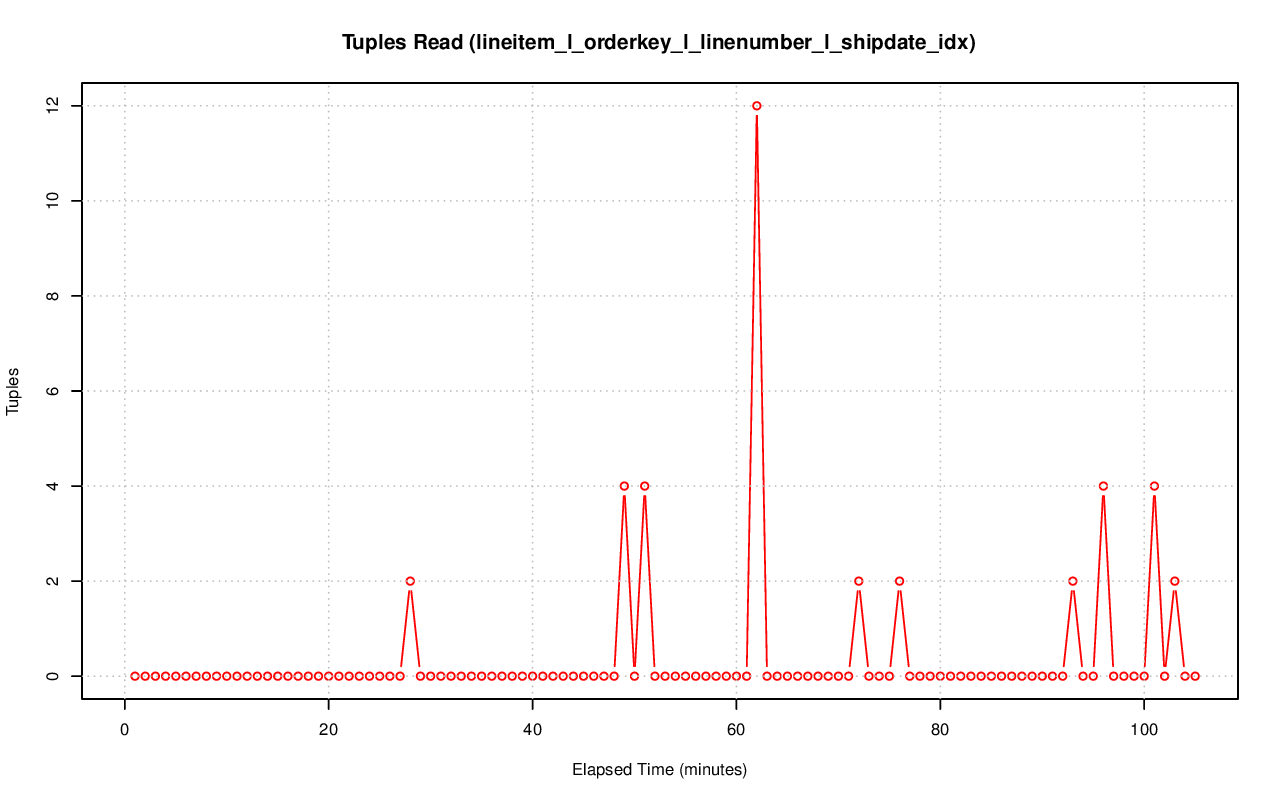 Tuples Read (lineitem_l_orderkey_l_linenumber_l_shipdate_idx)
12
10
8
6
4
2
0
Tuples
0 20 40 60 80 100
Elapsed Time (minutes)